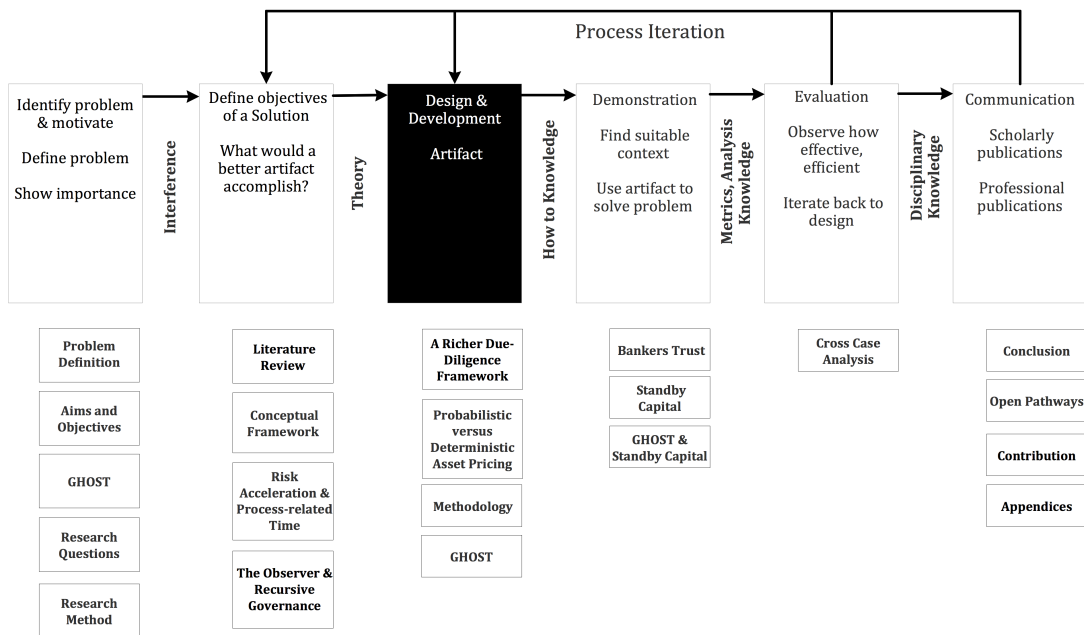 Process Iteration
Identify problem
& motivate
Define problem
Show importance
Interference
Define objectives
of a Solution
What would a
better artifact
accomplish?
Theory
Design &
Development
Artifact
How to Knowledge
Demonstration
Find suitable
context
Use artifact to
solve problem
Metrics, Analysis
Knowledge
Evaluation
Observe how
effective,
efficient
Iterate back to
design
Disciplinary
Knowledge
Communication
Scholarly
publications
Professional
publications
Problem
Definition
Aims and
Objectives
GHOST
Research
Questions
Research
Method
Literature
Review
Conceptual
Framework
Risk
Acceleration &
Process-related
Time
The Observer &
Recursive
Governance
A Richer Due-
Diligence
Framework
Probabilistic
versus
Deterministic
Asset Pricing
Methodology
GHOST
Bankers Trust
Standby
Capital
GHOST &
Standby Capital
Cross Case
Analysis
Conclusion
Open Pathways
Contribution
Appendices